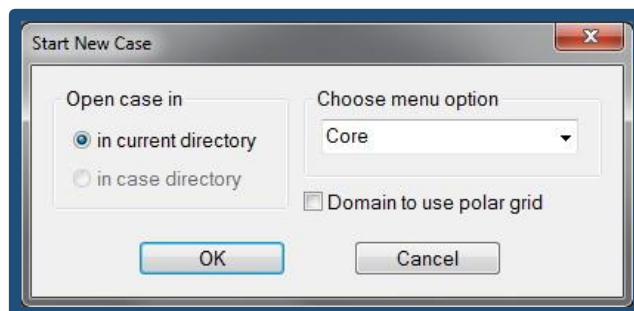 Start New Case
Open case in
in current directory
in case directory
Choose menu option
Core
Domain to use polar grid
OK
Cancel